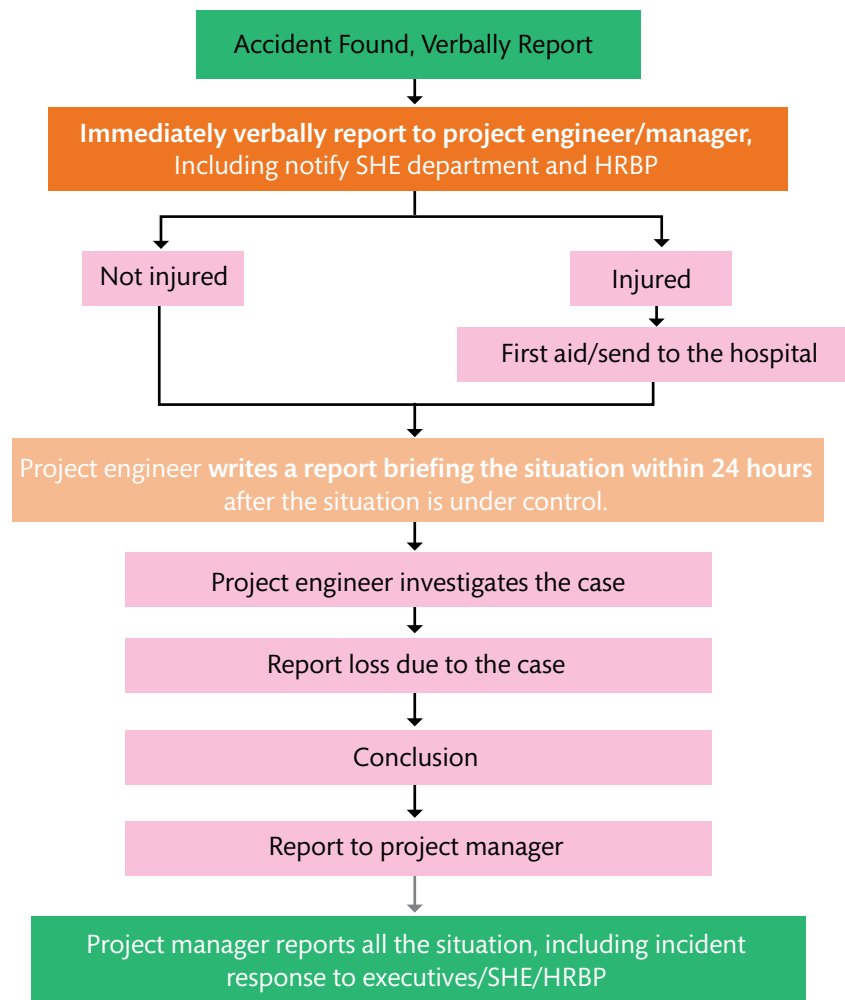 Accident Found, Verbally Report
Immediately verbally report to project engineer/manager,
Including notify SHE department and HRBP
Not injured
Injured
First aid/send to the hospital
Project engineer writes a report briefing the situation within 24 hours
after the situation is under control.
Project engineer investigates the case
Report loss due to the case
Conclusion
Report to project manager
Project manager reports all the situation, including incident
response to executives/SHE/HRBP